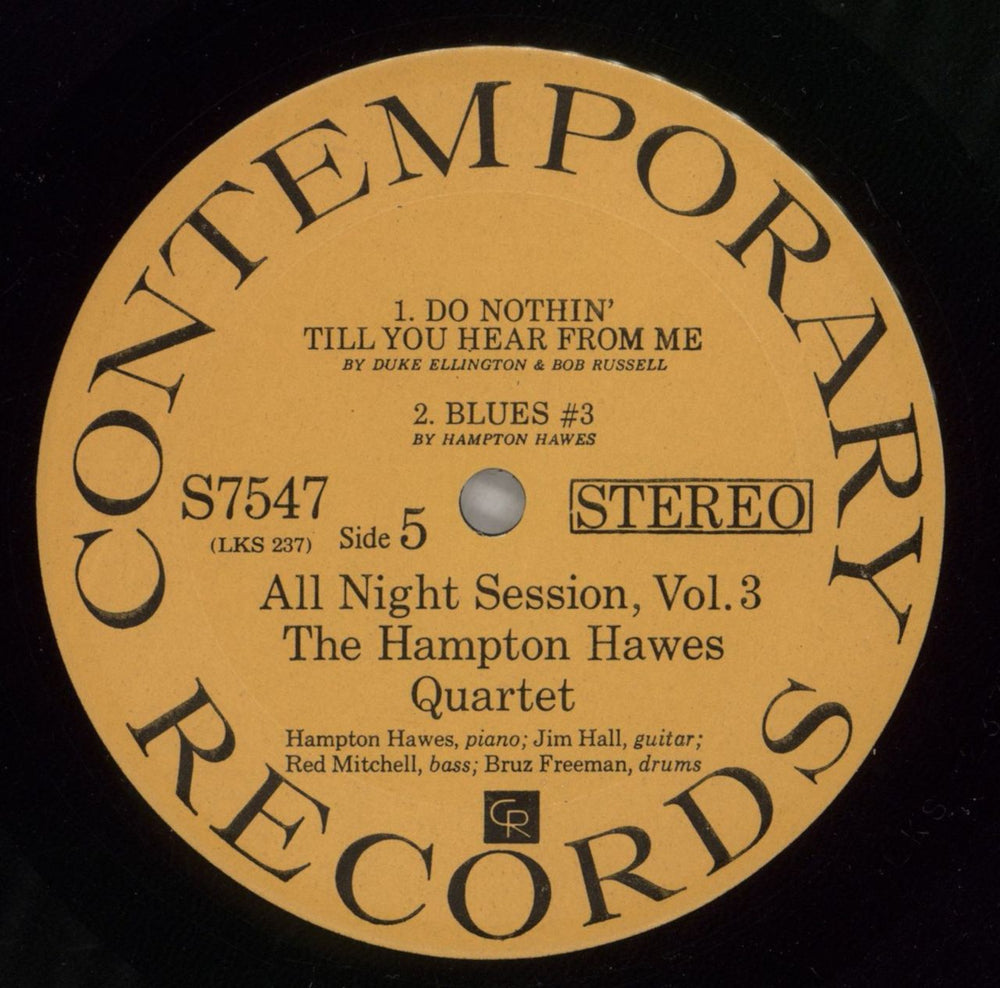 CONTEMPORARY
1. DO NOTHIN'
TILL YOU HEAR FROM ME
BY DUKE ELLINGTON & BOB RUSSELL
2. BLUES #3
BY HAMPTON HAWES
S7547
(LKS 237)
Side 5
STEREO
All Night Session, Vol. 3
The Hampton Hawes
Quartet
Hampton Hawes, piano; Jim Hall, guitar;
Red Mitchell, bass; Bruz Freeman, drums
CR
RECORDS